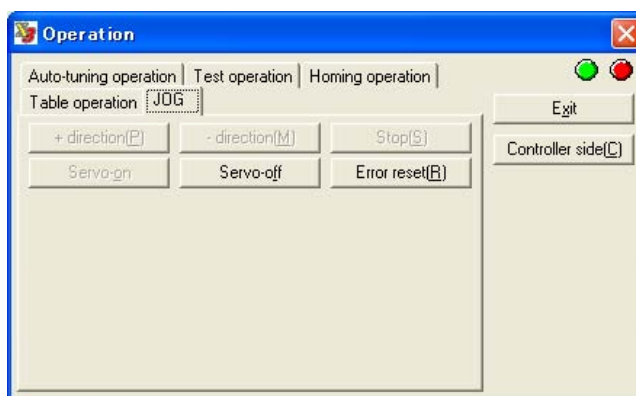 Operation
Auto-tuning operation Test operation Homing operation
Table operation JOG
Exit
+ direction(P) - direction(M) Stop(S)
Controller side(C)
Servo-on Servo-off Error reset(R)